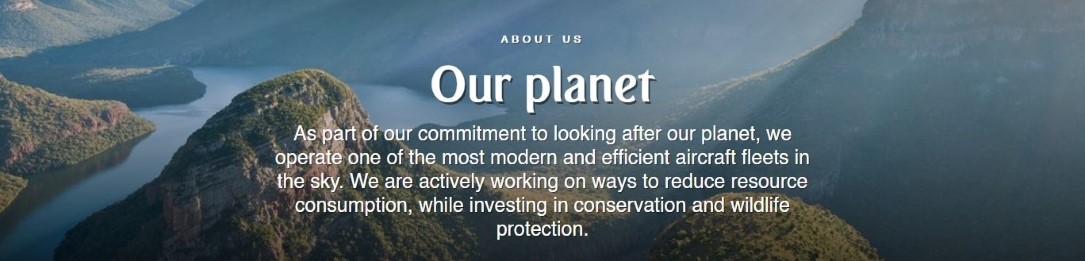 ABOUT US
Our planet
As part of our commitment to looking after our planet, we
operate one of the most modern and efficient aircraft fleets in
the sky. We are actively working on ways to reduce resource
consumption, while investing in conservation and wildlife
protection.